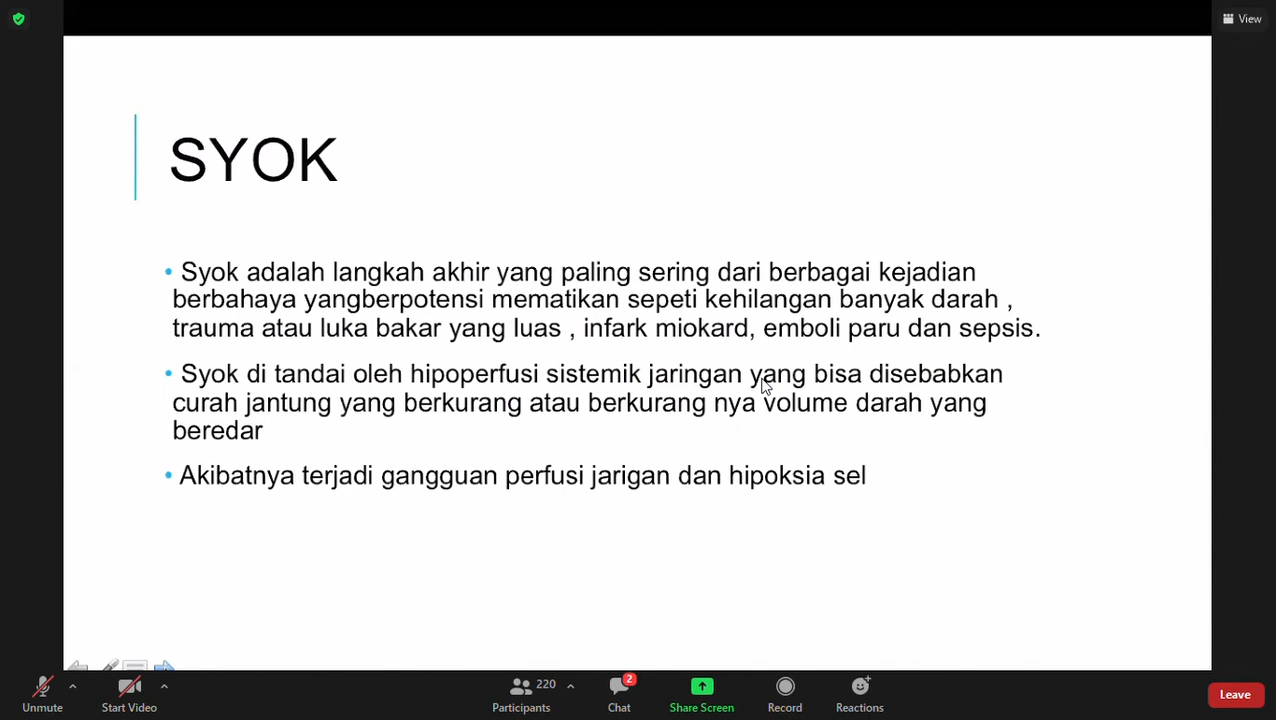 View
SYOK
• Syok adalah langkah akhir yang paling sering dari berbagai kejadian
berbahaya yangberpotensi mematikan sepeti kehilangan banyak darah ,
trauma atau luka bakar yang luas , infark miokard, emboli paru dan sepsis.
• Syok di tandai oleh hipoperfusi sistemik jaringan yang bisa disebabkan
curah jantung yang berkurang atau berkurang nya volume darah yang
beredar
• Akibatnya terjadi gangguan perfusi jarigan dan hipoksia sel
220
2
Unmute
Start Video
Participants
Chat
Share Screen
Record
Reactions
Leave